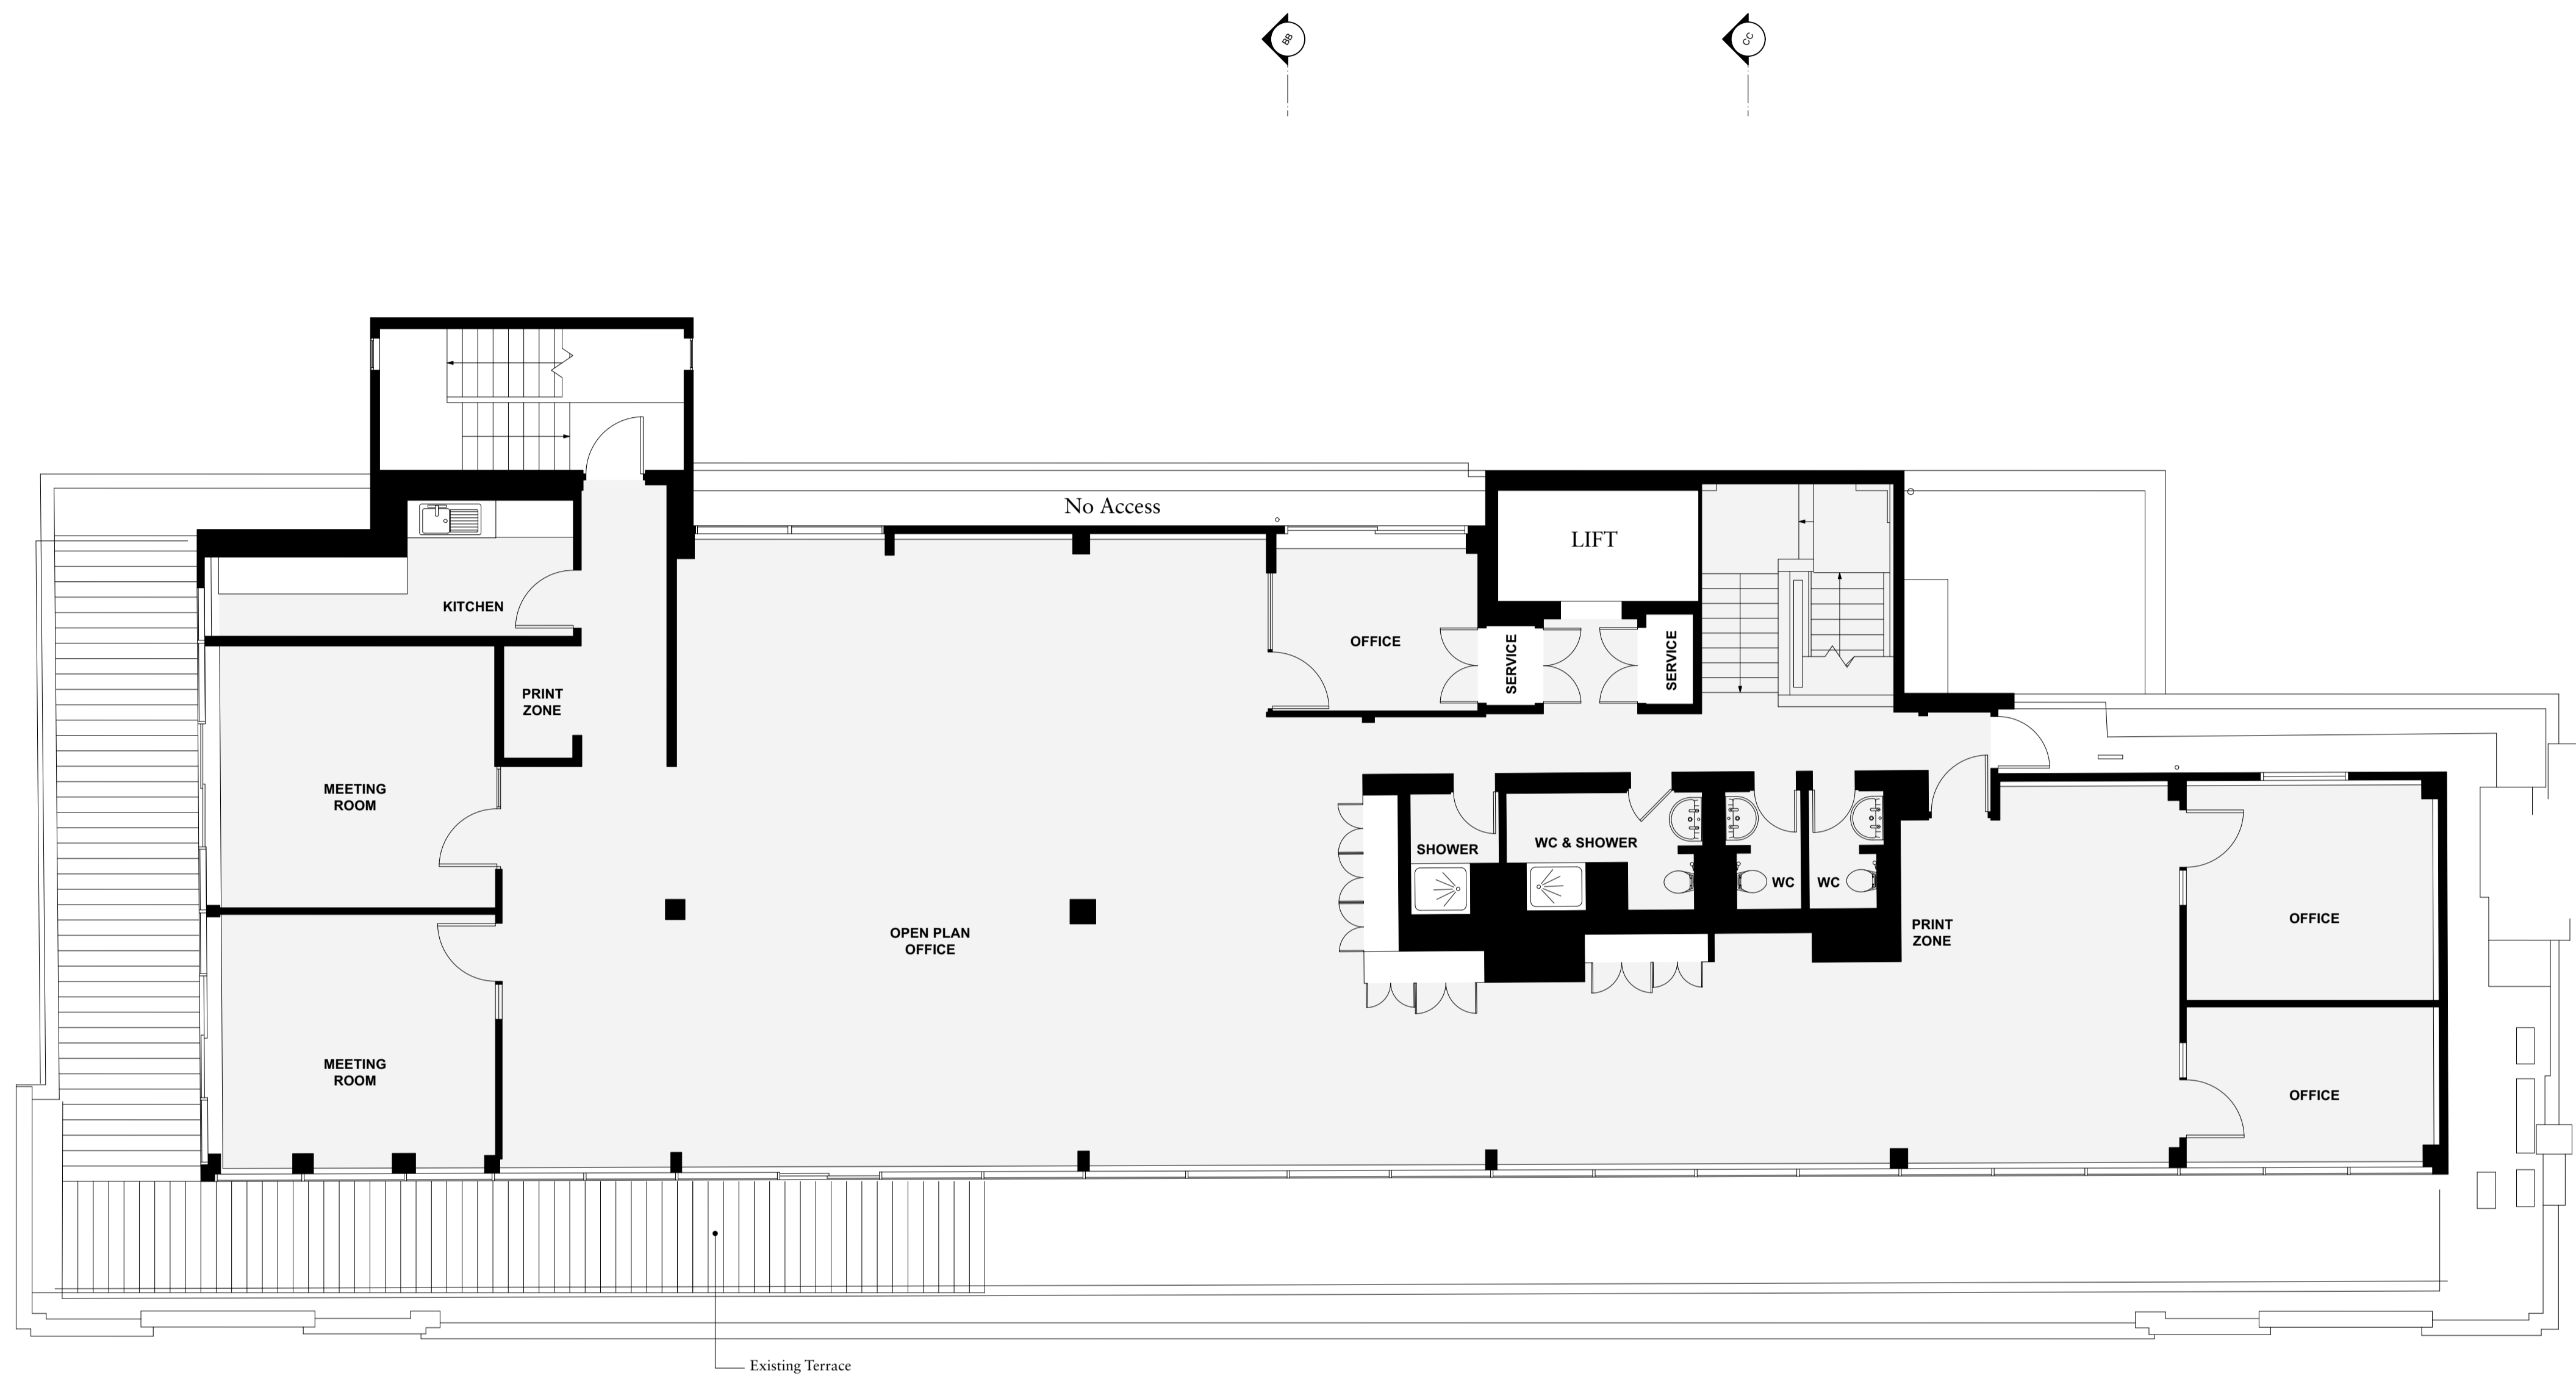 BB
CC
No Access
LIFT
KITCHEN
OFFICE
SERVICE
SERVICE
PRINT
ZONE
MEETING
ROOM
SHOWER
WC & SHOWER
WC
WC
OPEN PLAN
OFFICE
PRINT
ZONE
OFFICE
MEETING
ROOM
OFFICE
Existing Terrace